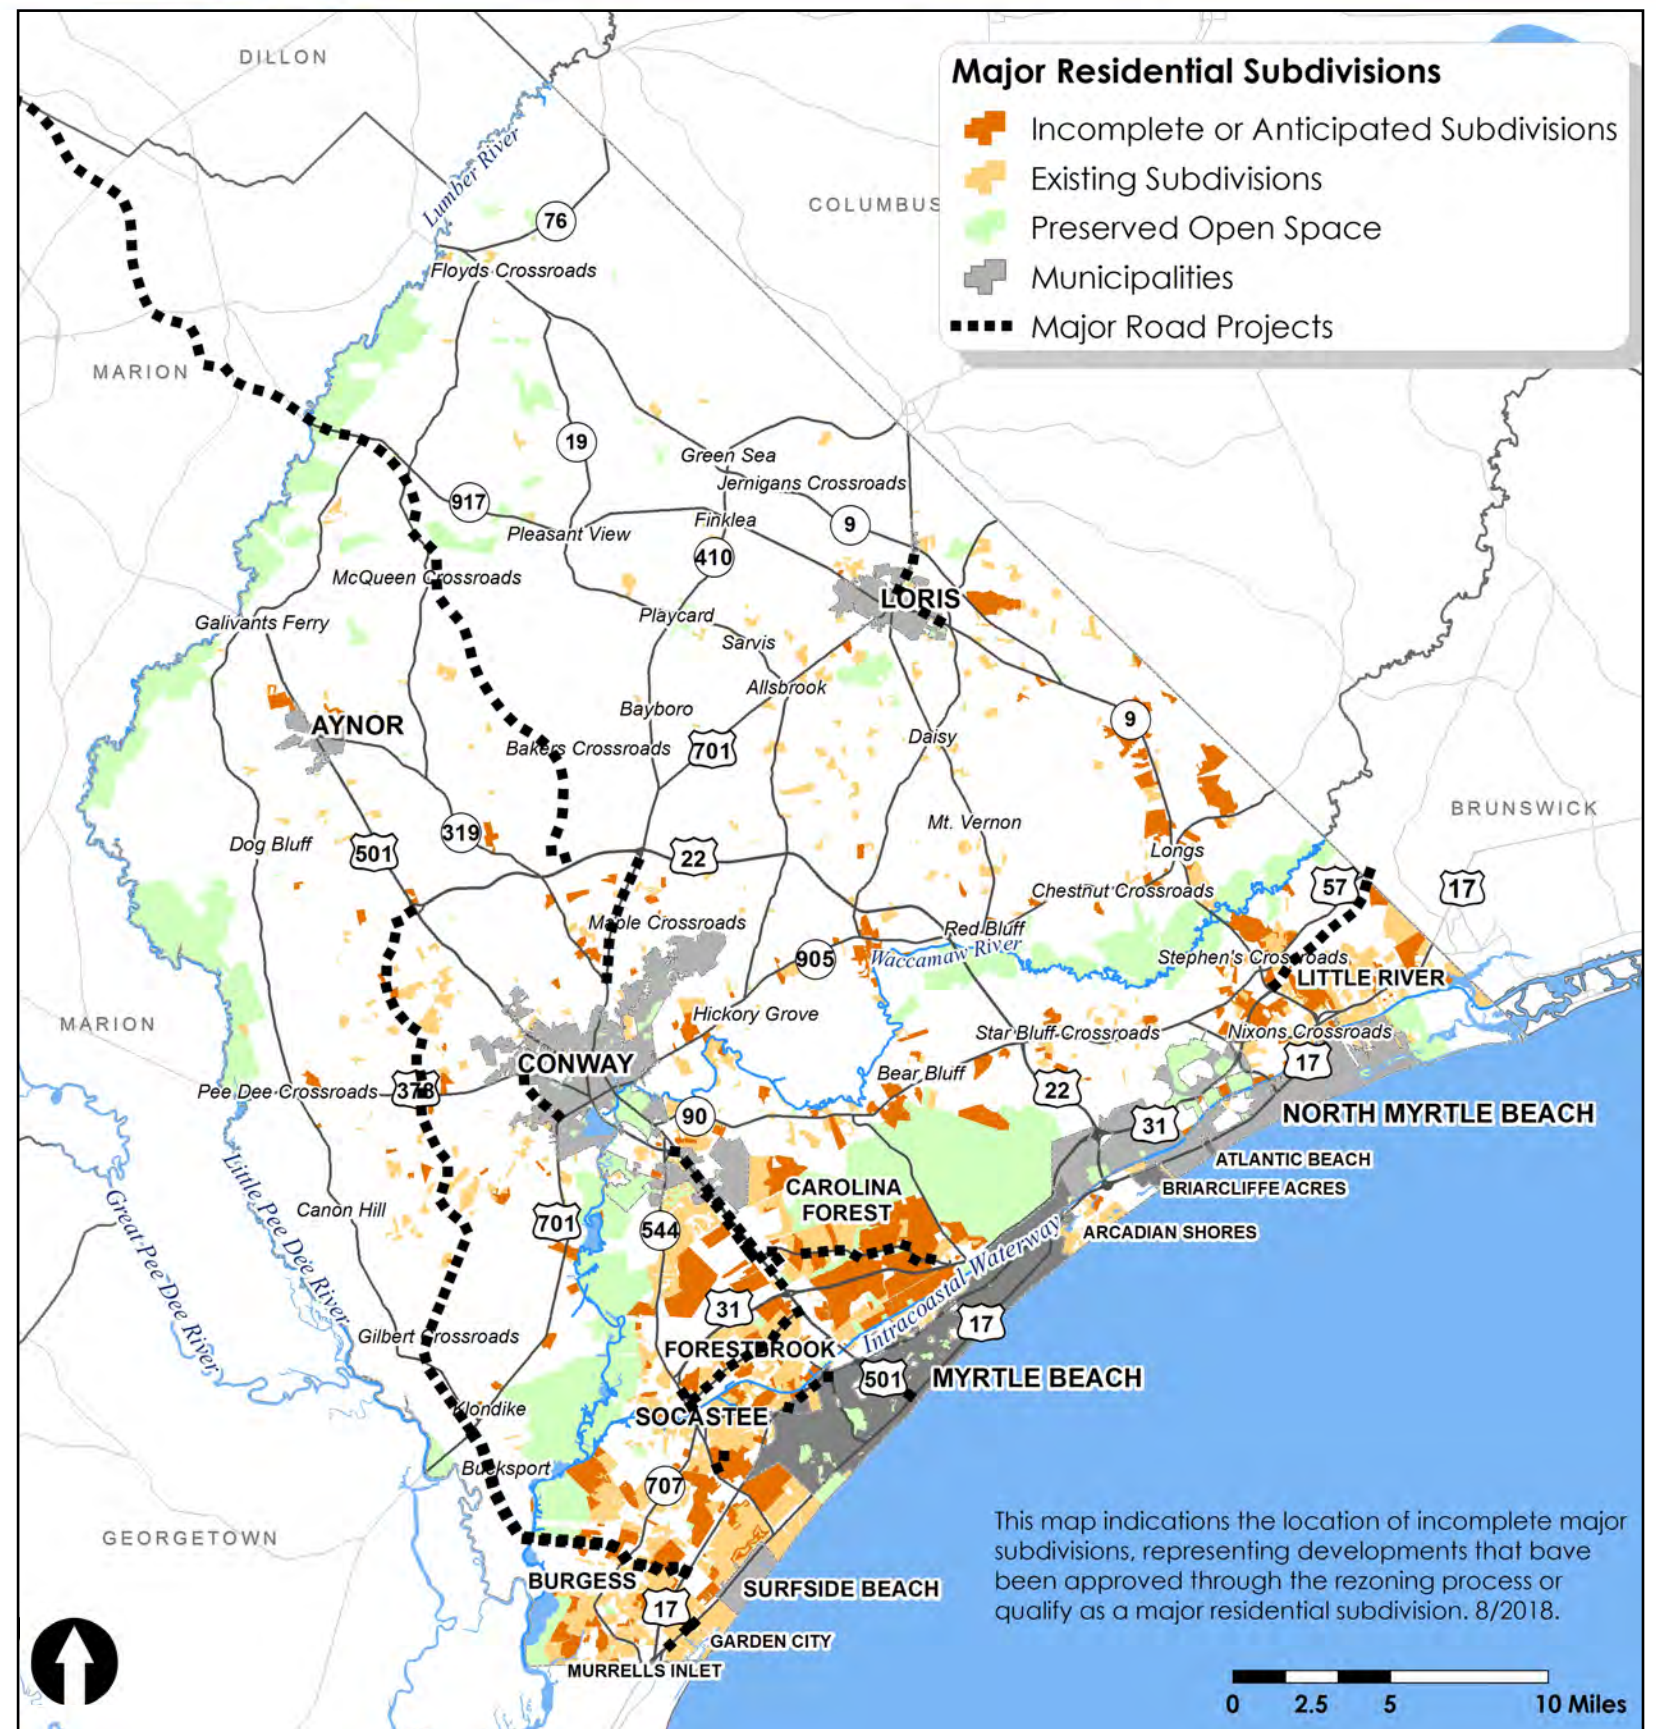 DILLON
Major Residential Subdivisions
Incomplete or Anticipated Subdivisions
Existing Subdivisions
Preserved Open Space
Municipalities
Major Road Projects
Lumber River
COLUMBUS
76
Floyds Crossroads
MARION
19
Green Sea
Jernigans Crossroads
917
Finklea
9
Pleasant View
410
McQueen Crossroads
LORIS
Galivants Ferry
Playcard
Sarvis
Allsbrook
Bayboro
AYNOR
9
Bakers Crossroads
701
Daisy
BRUNSWICK
Mt. Vernon
319
Dog Bluff
501
22
Longs
57
17
Chestnut Crossroads
Maple Crossroads
Red Bluff
Waccamaw River
905
Stephen's Crossroads
LITTLE RIVER
MARION
Hickory Grove
Star Bluff Crossroads
Nixons Crossroads
CONWAY
17
Bear Bluff
Pee Dee Crossroads
378
22
90
31
NORTH MYRTLE BEACH
ATLANTIC BEACH
CAROLINA
FOREST
BRIARCLIFFE ACRES
Little Pee Dee River
Great Pee Dee River
Canon Hill
701
544
ARCADIAN SHORES
Intracoastal Waterway
31
17
Gilbert Crossroads
FORESTBROOK
501
MYRTLE BEACH
Klondike
SOCASTEE
Bucksport
707
GEORGETOWN
This map indications the location of incomplete major
subdivisions, representing developments that bave
been approved through the rezoning process or
qualify as a major residential subdivision. 8/2018.
BURGESS
SURFSIDE BEACH
17
GARDEN CITY
MURRELLS INLET
0 2.5 5 10 Miles